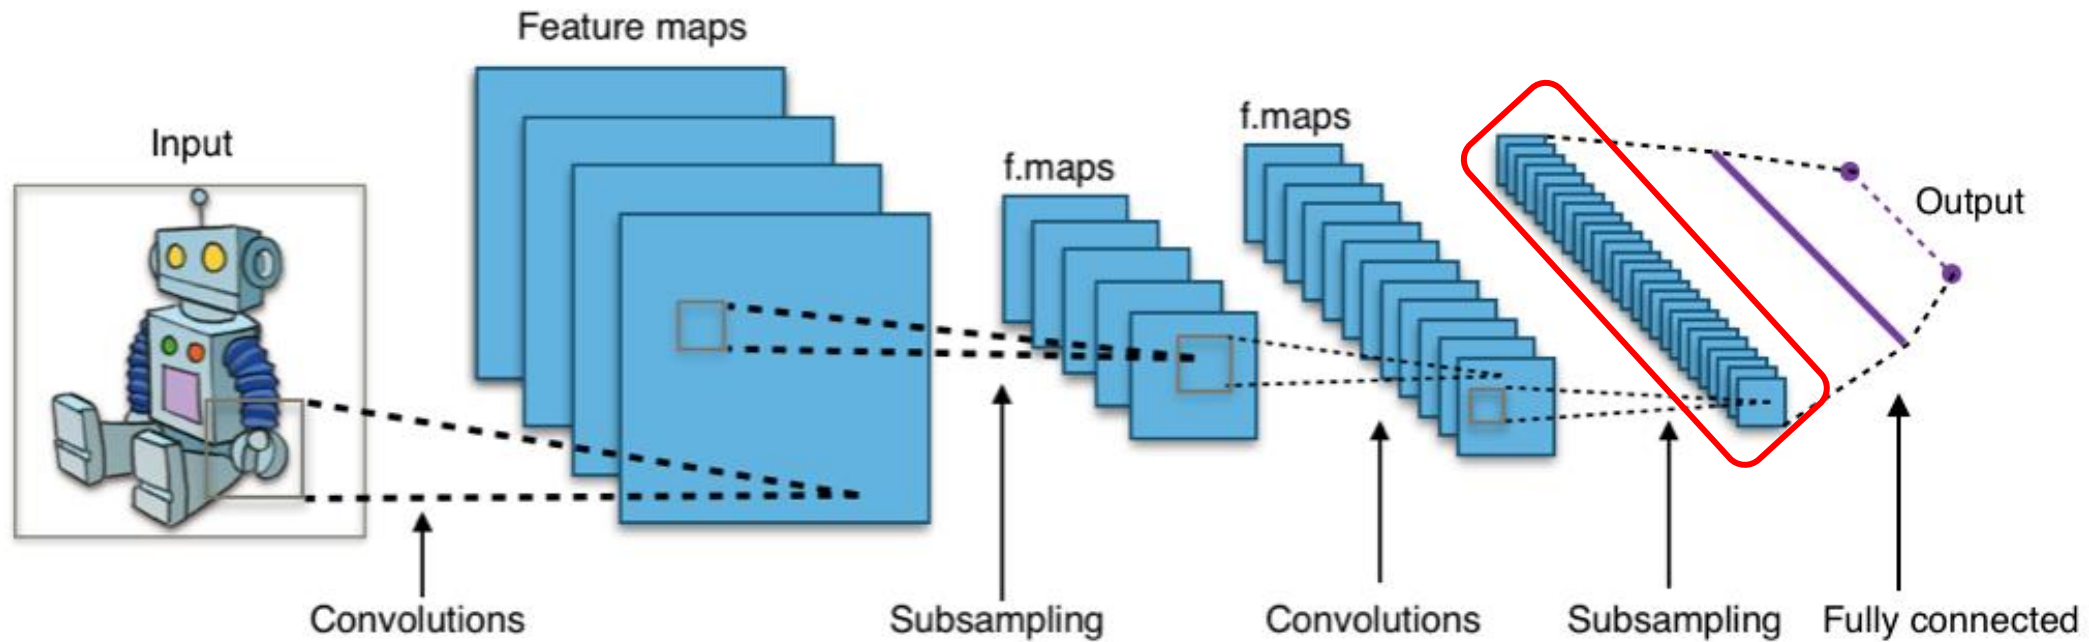 Feature maps
f.maps
Input
f.maps
Output
Convolutions
Subsampling
Convolutions
Subsampling
Fully connected